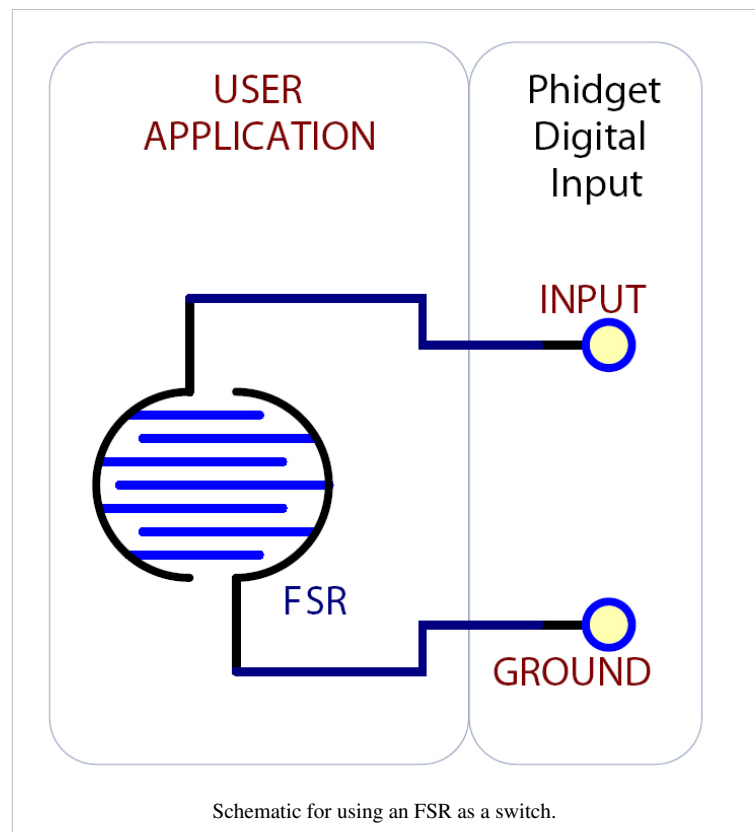 USER
APPLICATION
Phidget
Digital
Input
INPUT
FSR
GROUND
Schematic for using an FSR as a switch.